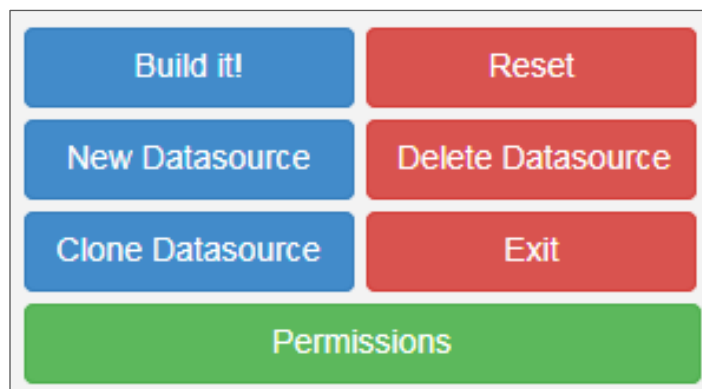 Build it!
Reset
New Datasource
Delete Datasource
Clone Datasource
Exit
Permissions